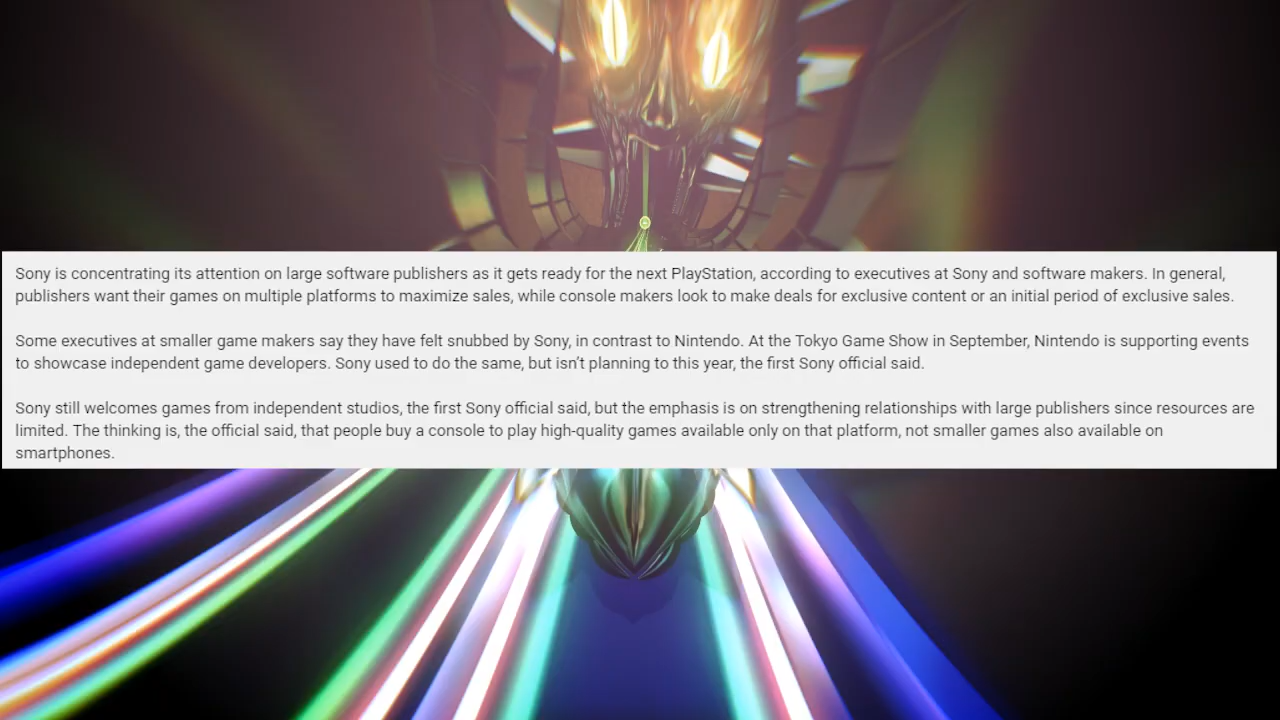 Sony is concentrating its attention on large software publishers as it gets ready for the next PlayStation, according to executives at Sony and software makers. In general,
publishers want their games on multiple platforms to maximize sales, while console makers look to make deals for exclusive content or an initial period of exclusive sales.
Some executives at smaller game makers say they have felt snubbed by Sony, in contrast to Nintendo. At the Tokyo Game Show in September, Nintendo is supporting events
to showcase independent game developers. Sony used to do the same, but isn’t planning to this year, the first Sony official said.
Sony still welcomes games from independent studios, the first Sony official said, but the emphasis is on strengthening relationships with large publishers since resources are
limited. The thinking is, the official said, that people buy a console to play high-quality games available only on that platform, not smaller games also available on
smartphones.